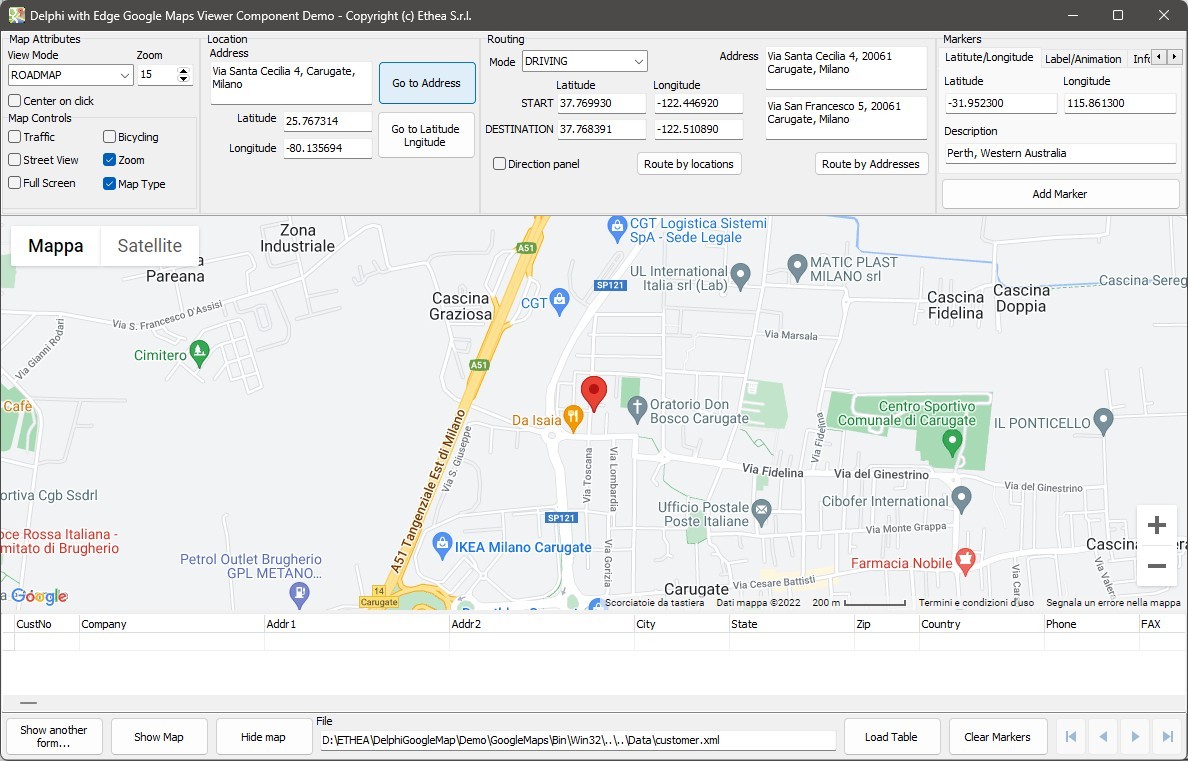 Delphi with Edge Google Maps Viewer Component Demo - Copyright (c) Ethea S.r.l.
Map Attributes
View Mode
Zoom
ROADMAP
15
Center on click
Map Controls
Traffic
Bicycling
Street View
Zoom
Full Screen
Map Type
Location
Address
Via Santa Cecilia 4, Carugate,
Milano
Go to Address
Latitude
25.767314
Longitude
-80.135694
Go to Latitude
Lngitude
Routing
Mode
DRIVING
Latitude
Longitude
START
37.769930
-122.446920
DESTINATION
37.768391
-122.510890
Direction panel
Route by locations
Address
Via Santa Cecilia 4, 20061
Carugate, Milano
Via San Francesco 5, 20061
Carugate, Milano
Route by Addresses
Markers
Latitute/Longitude
Label/Animation
Latitude
Longitude
-31.952300
115.861300
Description
Perth, Western Australia
Add Marker
Mappa
Satellite
Zona
Industriale
Pareana
A51
CGT Logistica Sistemi
SpA - Sede Legale
UL International
Italia srl (Lab)
MATIC PLAST
MILANO srl
SP121
Cascina
Graziosa
CGT
Cascina
Fidelina
Cascina
Doppia
Cascina Sereg
Via S. Francesco D'Assisi
Via Gianni Rodari
Cimitero
Via Marsala
A51
Cafè
Da Isaia
Oratorio Don
Bosco Carugate
Centro Sportivo
Comunale di Carugate
IL PONTICELLO
Via Fidelina
Via Fidelina
Via del Ginestrino
Via del Ginestrino
A51 Tangenziale Est di Milano
Via S. Giuseppe
Via Toscana
Via Lombardia
Via Gorizia
ortiva Cgb Ssdrl
Ufficio Postale
Poste Italiane
Cibofer International
Via Monte Grappa
SP121
oce Rossa Italiana -
mitato di Brugherio
IKEA Milano Carugate
Petrol Outlet Brugherio
GPL METANO...
Farmacia Nobile
Via Cesare Battisti
14
Carugate
Carugate
Google
Scorciatoie da tastiera
Dati mappa ©2022
200 m
Termini e condizioni d'uso
Segnala un errore nella mappa
CustNo
Company
Addr1
Addr2
City
State
Zip
Country
Phone
FAX
Show another
form...
Show Map
Hide map
File
D:\ETHEA\DelphiGoogleMap\Demo\GoogleMaps\Bin\Win32\..\..\Data\customer.xml
Load Table
Clear Markers